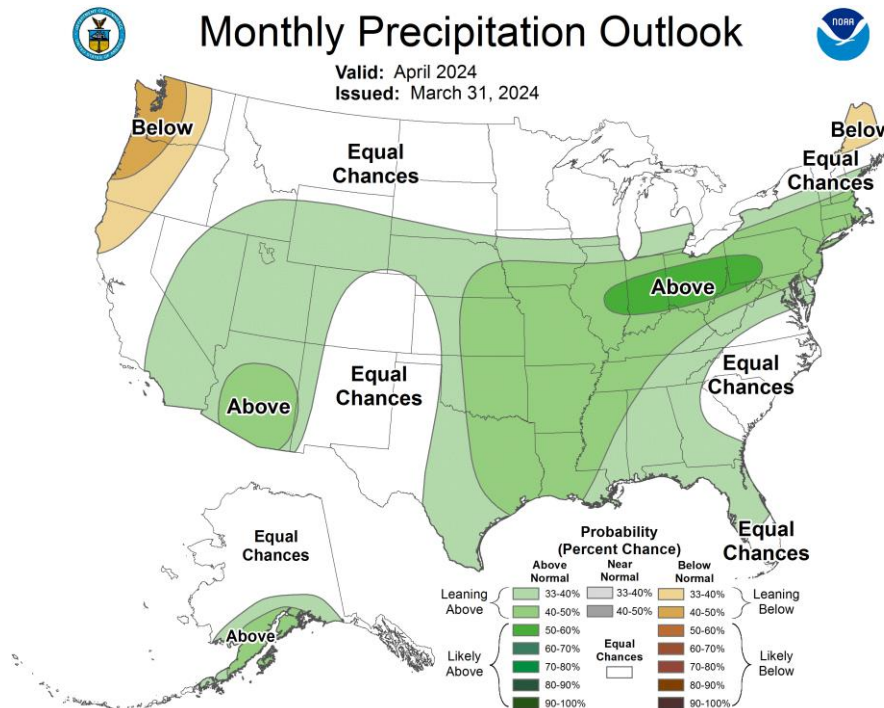 Monthly Precipitation Outlook
NOAA
Valid: April 2024
Issued: March 31, 2024
Below
Below
Equal
Chances
Equal
Chances
Above
Equal
Chances
Above
Equal
Chances
Equal
Chances
Equal
Chances
Above
Probability
(Percent Chance)
Above
Normal
Near
Normal
Below
Normal
Leaning
Above
33-40%
33-40%
33-40%
Leaning
Below
40-50%
40-50%
40-50%
Likely
Above
50-60%
60-70%
70-80%
80-90%
90-100%
Equal
Chances
50-60%
60-70%
70-80%
80-90%
90-100%
Likely
Below